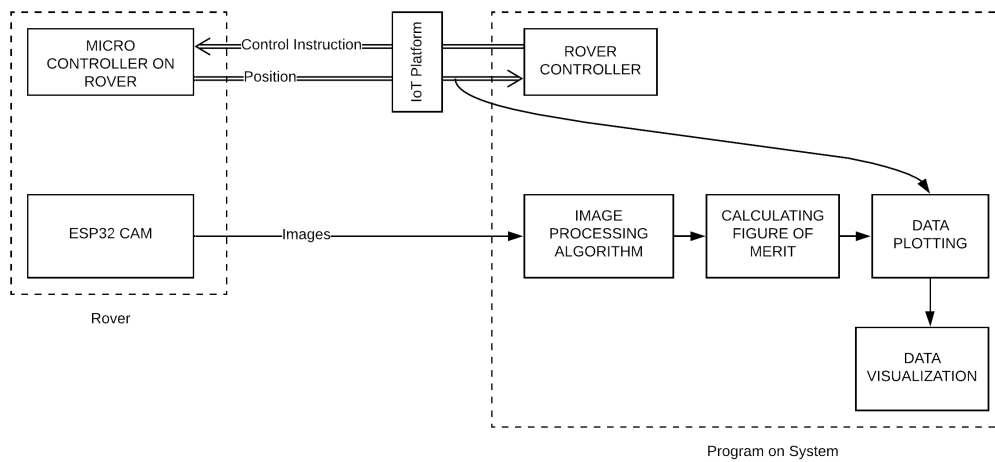 MICRO
CONTROLLER ON
ROVER
Control Instruction
Position
IoT Platform
ROVER
CONTROLLER
ESP32 CAM
Images
IMAGE
PROCESSING
ALGORITHM
CALCULATING
FIGURE OF
MERIT
DATA
PLOTTING
Rover
DATA
VISUALIZATION
Program on System